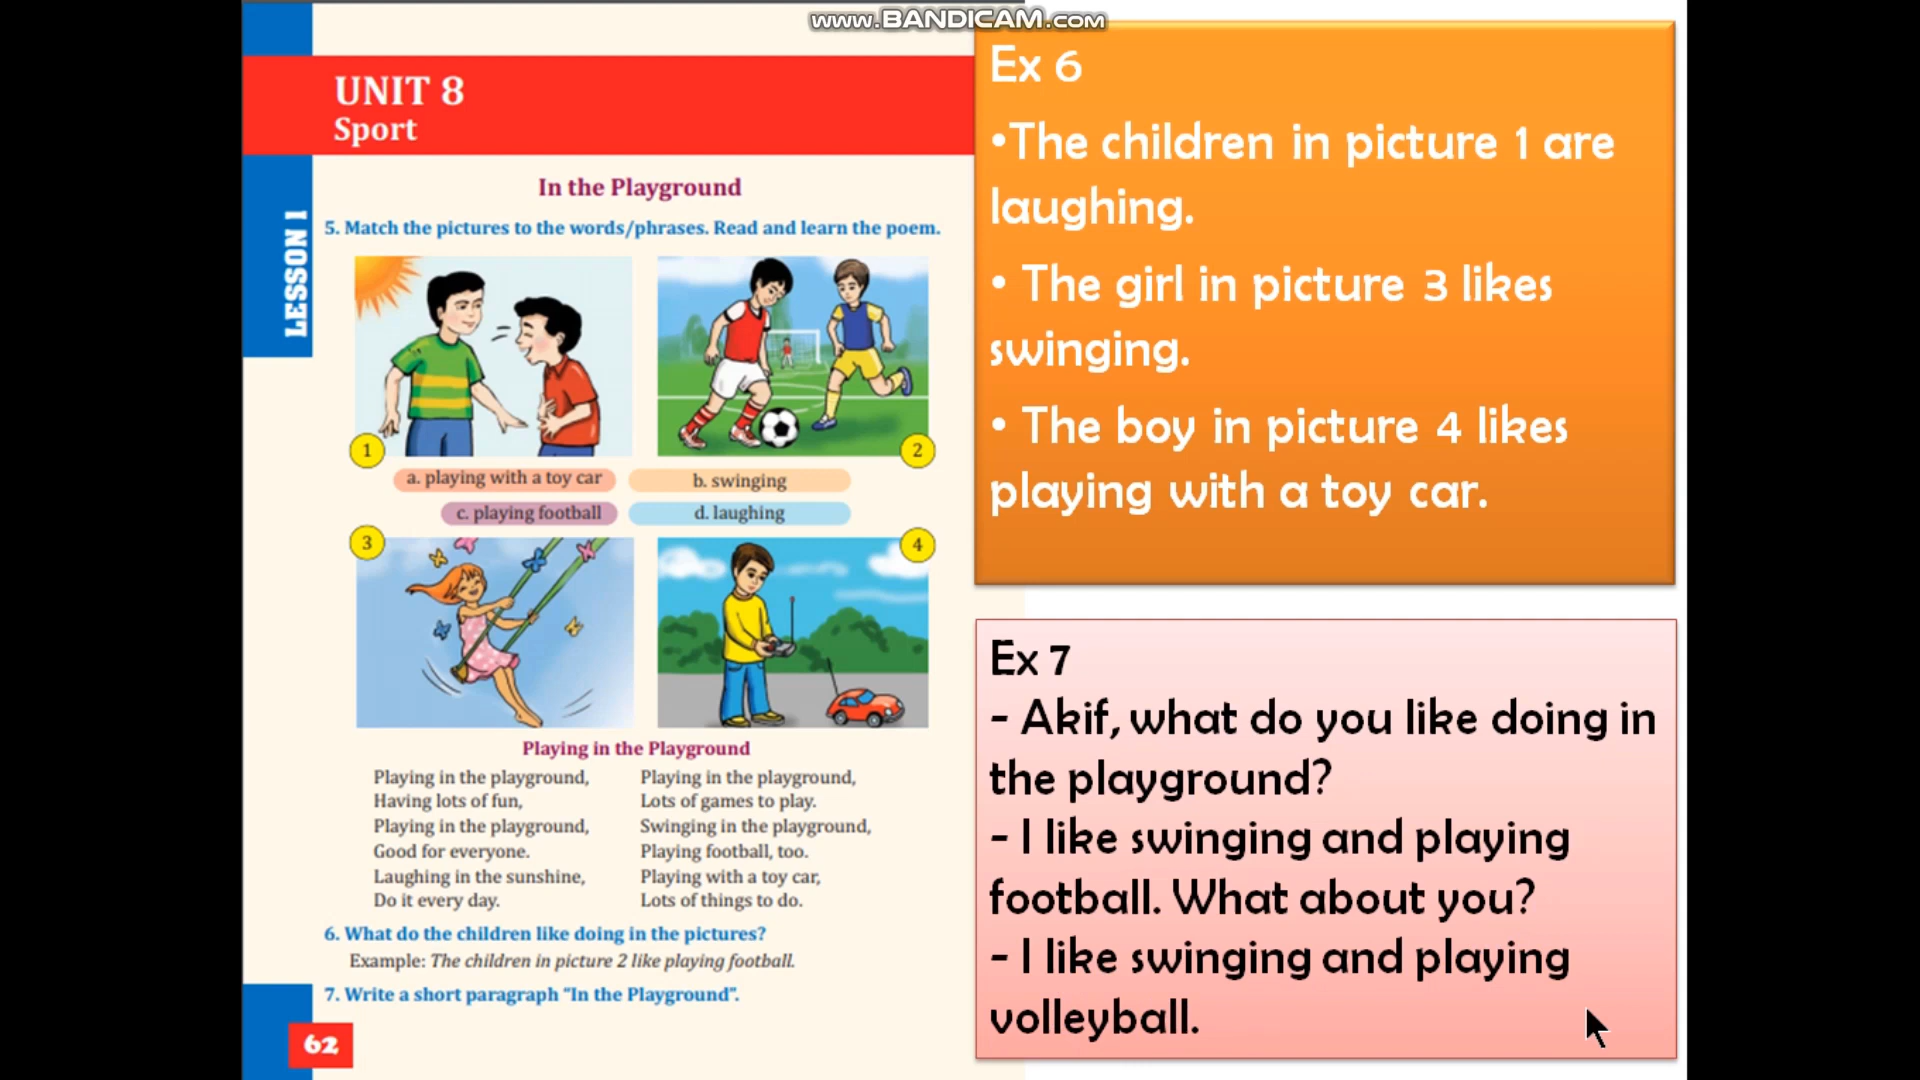 www.BANDICAM.com
UNIT 8
Sport
LESSON 1
In the Playground
5. Match the pictures to the words/phrases. Read and learn the poem.
1
2
a. playing with a toy car
b. swinging
c. playing football
d. laughing
3
4
Playing in the Playground
Playing in the playground,
Having lots of fun,
Playing in the playground,
Good for everyone.
Laughing in the sunshine,
Do it every day.
Playing in the playground,
Lots of games to play.
Swinging in the playground,
Playing football, too.
Playing with a toy car,
Lots of things to do.
6. What do the children like doing in the pictures?
Example: The children in picture 2 like playing football.
7. Write a short paragraph “In the Playground”.
62
Ex 6
•The children in picture 1 are
laughing.
• The girl in picture 3 likes
swinging.
• The boy in picture 4 likes
playing with a toy car.
Ex 7
- Akif, what do you like doing in
the playground?
- I like swinging and playing
football. What about you?
- I like swinging and playing
volleyball.